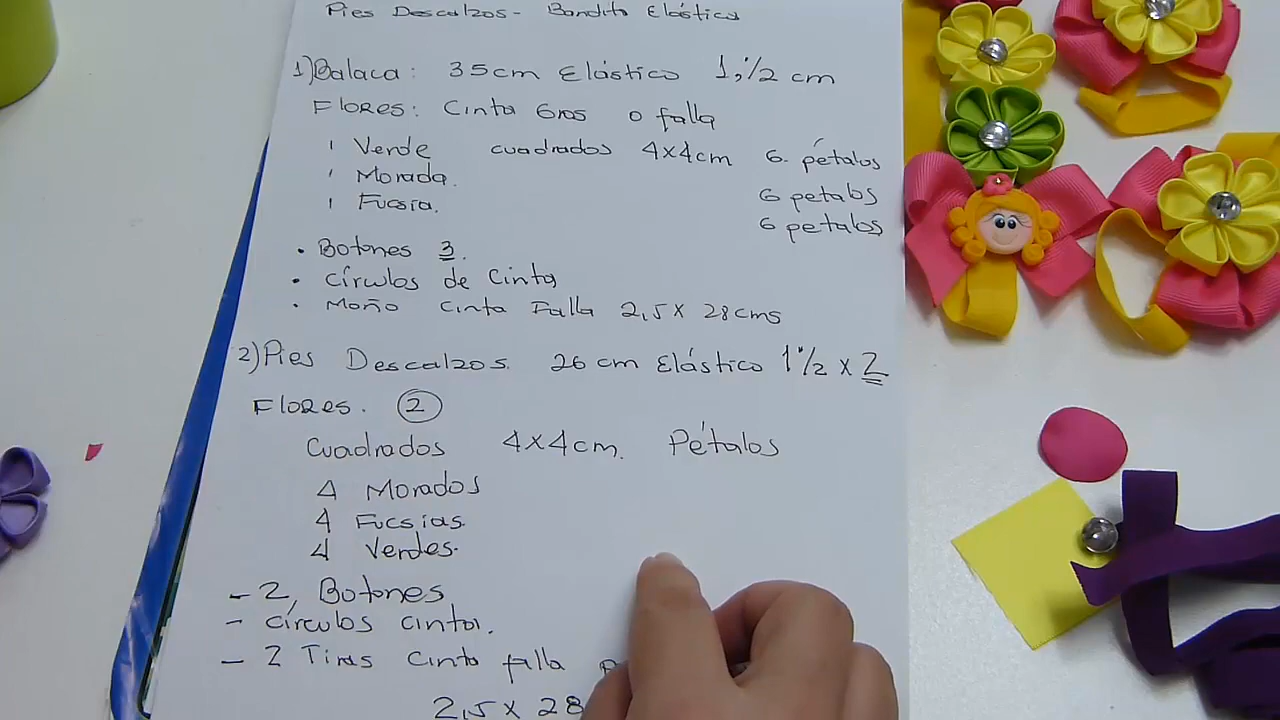 Pies Descalzos - Bandita Elástica
1) Balaca: 35cm Elástico 1,1/2 cm
Flores: Cinta Gros o falla
1 Verde cuadrados 4x4cm 6. pétalos
1 Morada. 6 petalos
1 Fucsia. 6 petalos
• Botones 3.
• Círculos de Cinta
• Moño Cinta Falla 2,5 x 28cms
2) Pies Descalzos. 26 cm Elástico 1 1/2 x 2
Flores. 2
Cuadrados 4x4cm. Pétalos
4 Morados
4 Fucsias.
4 Verdes.
- 2, Botones
- Círculos Cinta.
- 2 Tiras Cinta falla
2,5 x 28